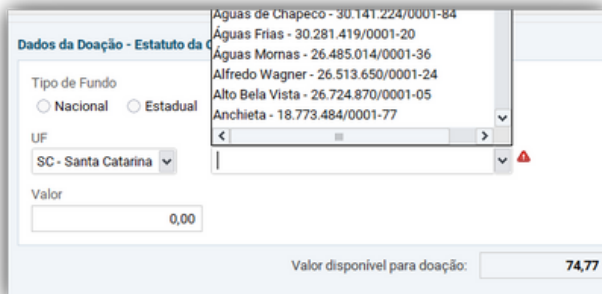 Águas de Chapecó - 30.141.224/0001-84
Águas Frias - 30.281.419/0001-20
Águas Mornas - 26.485.014/0001-36
Alfredo Wagner - 26.513.650/0001-24
Alto Bela Vista - 26.724.870/0001-05
Anchieta - 18.773.484/0001-77
Dados da Doação - Estatuto da
Tipo de Fundo
Nacional Estadual
UF
SC - Santa Catarina
Valor
0,00
Valor disponível para doação: 74,77